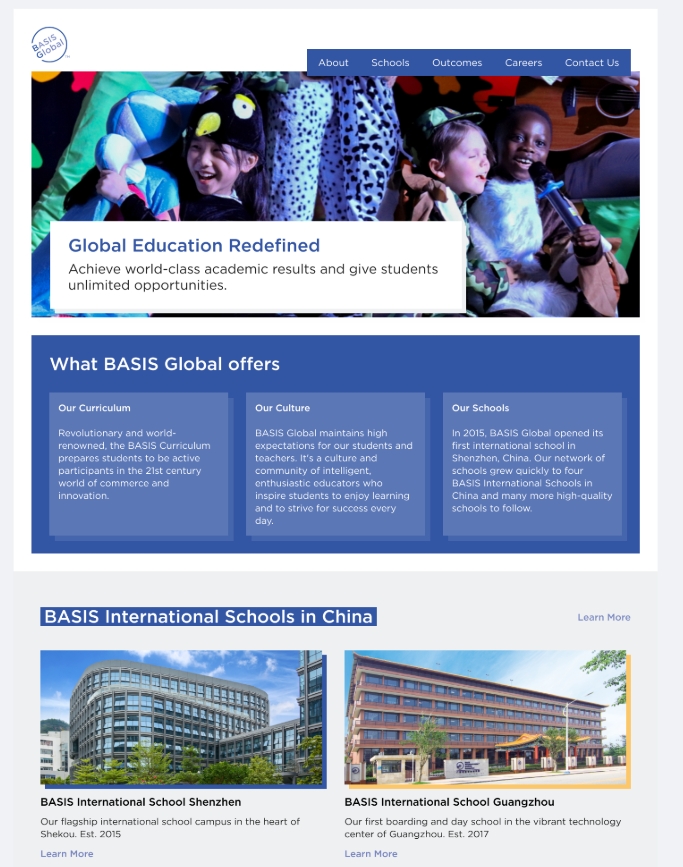 BASIS
Global
About Schools Outcomes Careers Contact Us
Global Education Redefined
Achieve world-class academic results and give students
unlimited opportunities.
What BASIS Global offers
Our Curriculum
Revolutionary and world-
renowned, the BASIS Curriculum
prepares students to be active
participants in the 21st century
world of commerce and
innovation.
Our Culture
BASIS Global maintains high
expectations for our students and
teachers. It's a culture and
community of intelligent,
enthusiastic educators who
inspire students to enjoy learning
and to strive for success every
day.
Our Schools
In 2015, BASIS Global opened its
first international school in
Shenzhen, China. Our network of
schools grew quickly to four
BASIS International Schools in
China and many more high-quality
schools to follow.
BASIS International Schools in China
Learn More
BASIS International School Shenzhen
Our flagship international school campus in the heart of
Shekou. Est. 2015
Learn More
BASIS International School Guangzhou
Our first boarding and day school in the vibrant technology
center of Guangzhou. Est. 2017
Learn More